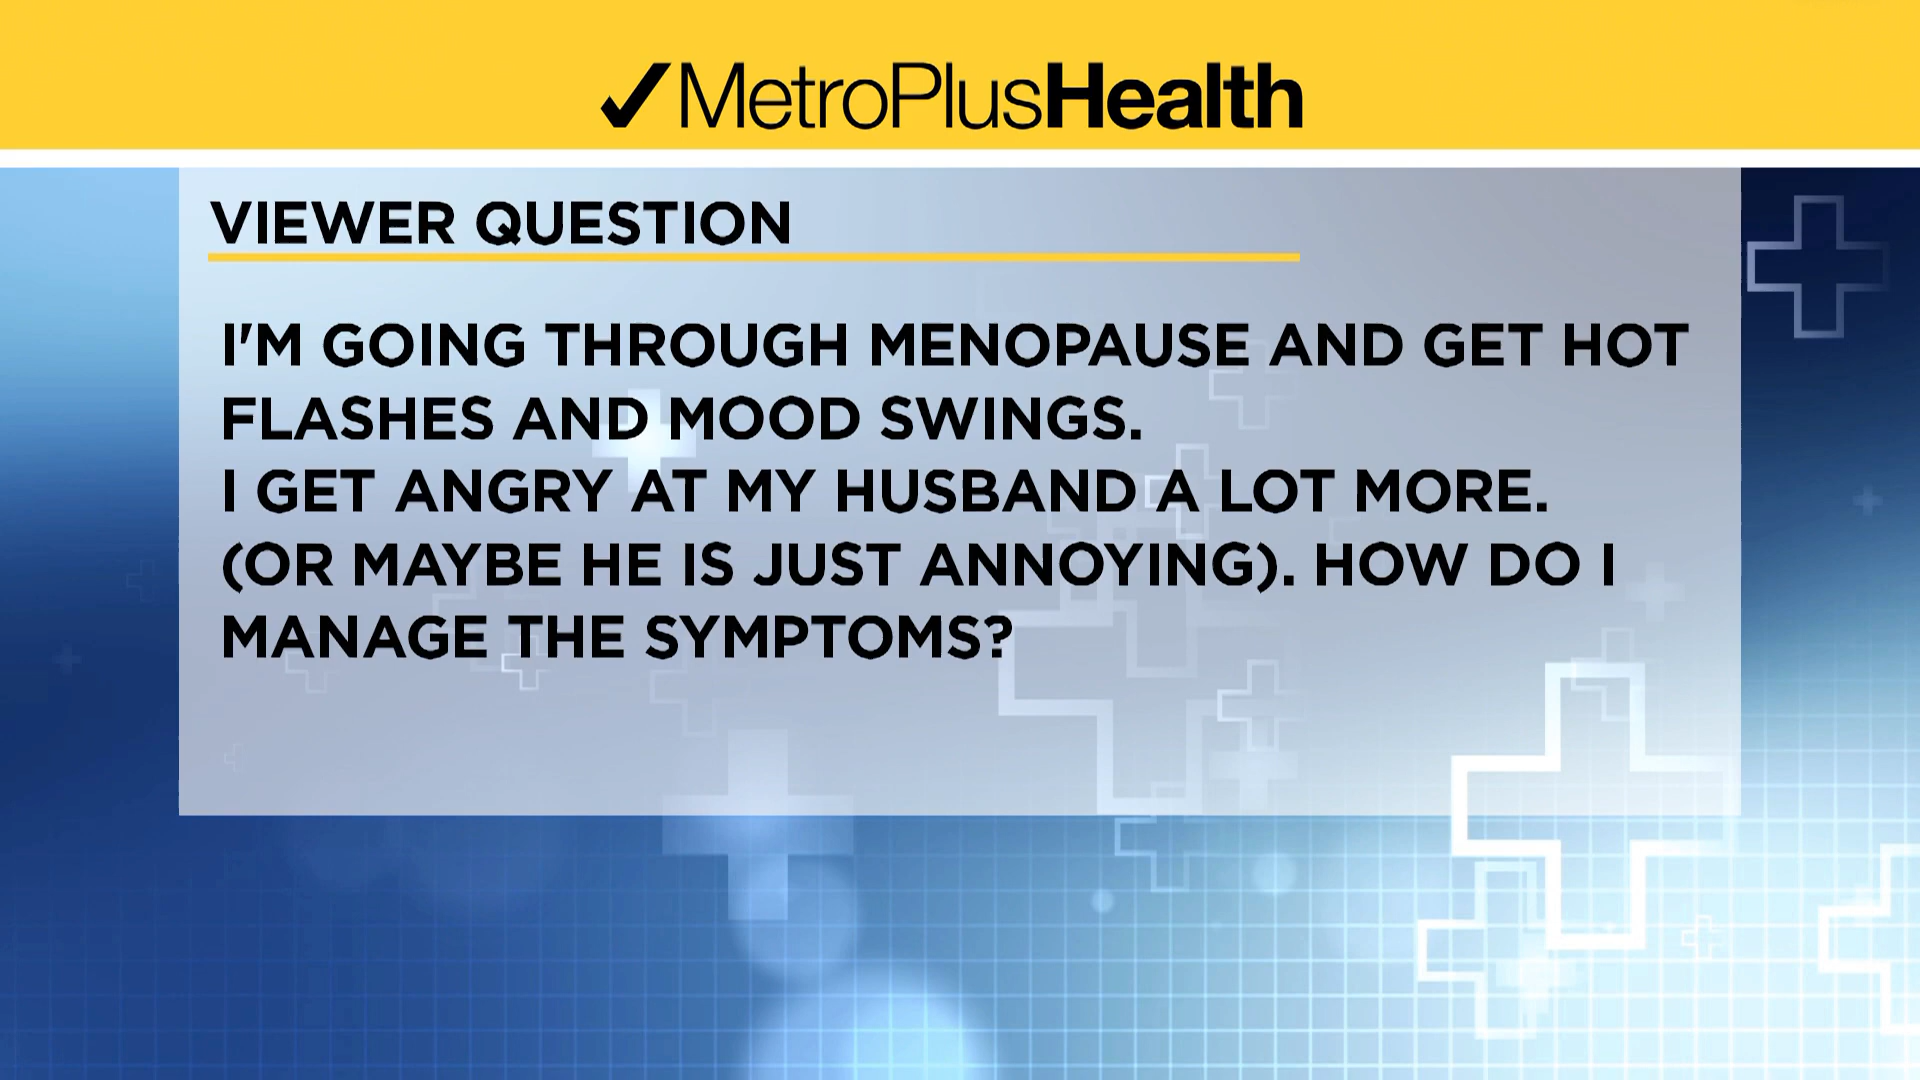 ✓MetroPlusHealth
VIEWER QUESTION
I'M GOING THROUGH MENOPAUSE AND GET HOT
FLASHES AND MOOD SWINGS.
I GET ANGRY AT MY HUSBAND A LOT MORE.
(OR MAYBE HE IS JUST ANNOYING). HOW DO I
MANAGE THE SYMPTOMS?